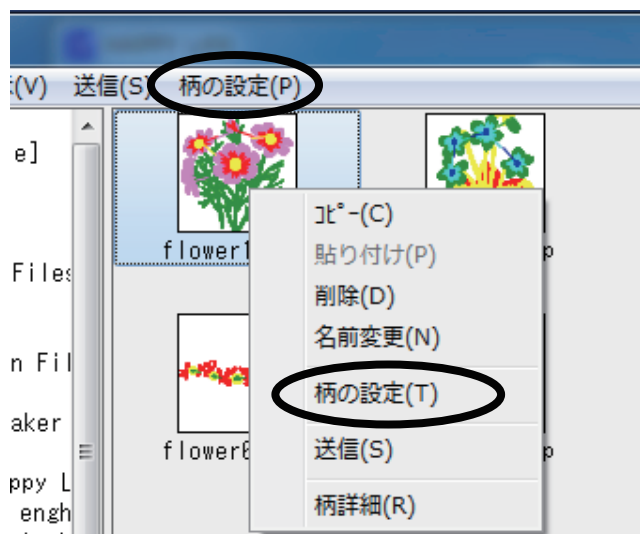 (V) 送信(S) 柄の設定(P)
e]
Files
n Fil
aker
ppy L
engh
flower1
p
flower
p
ｺﾋﾟｰ(C)
貼り付け(P)
削除(D)
名前変更(N)
柄の設定(T)
送信(S)
柄詳細(R)